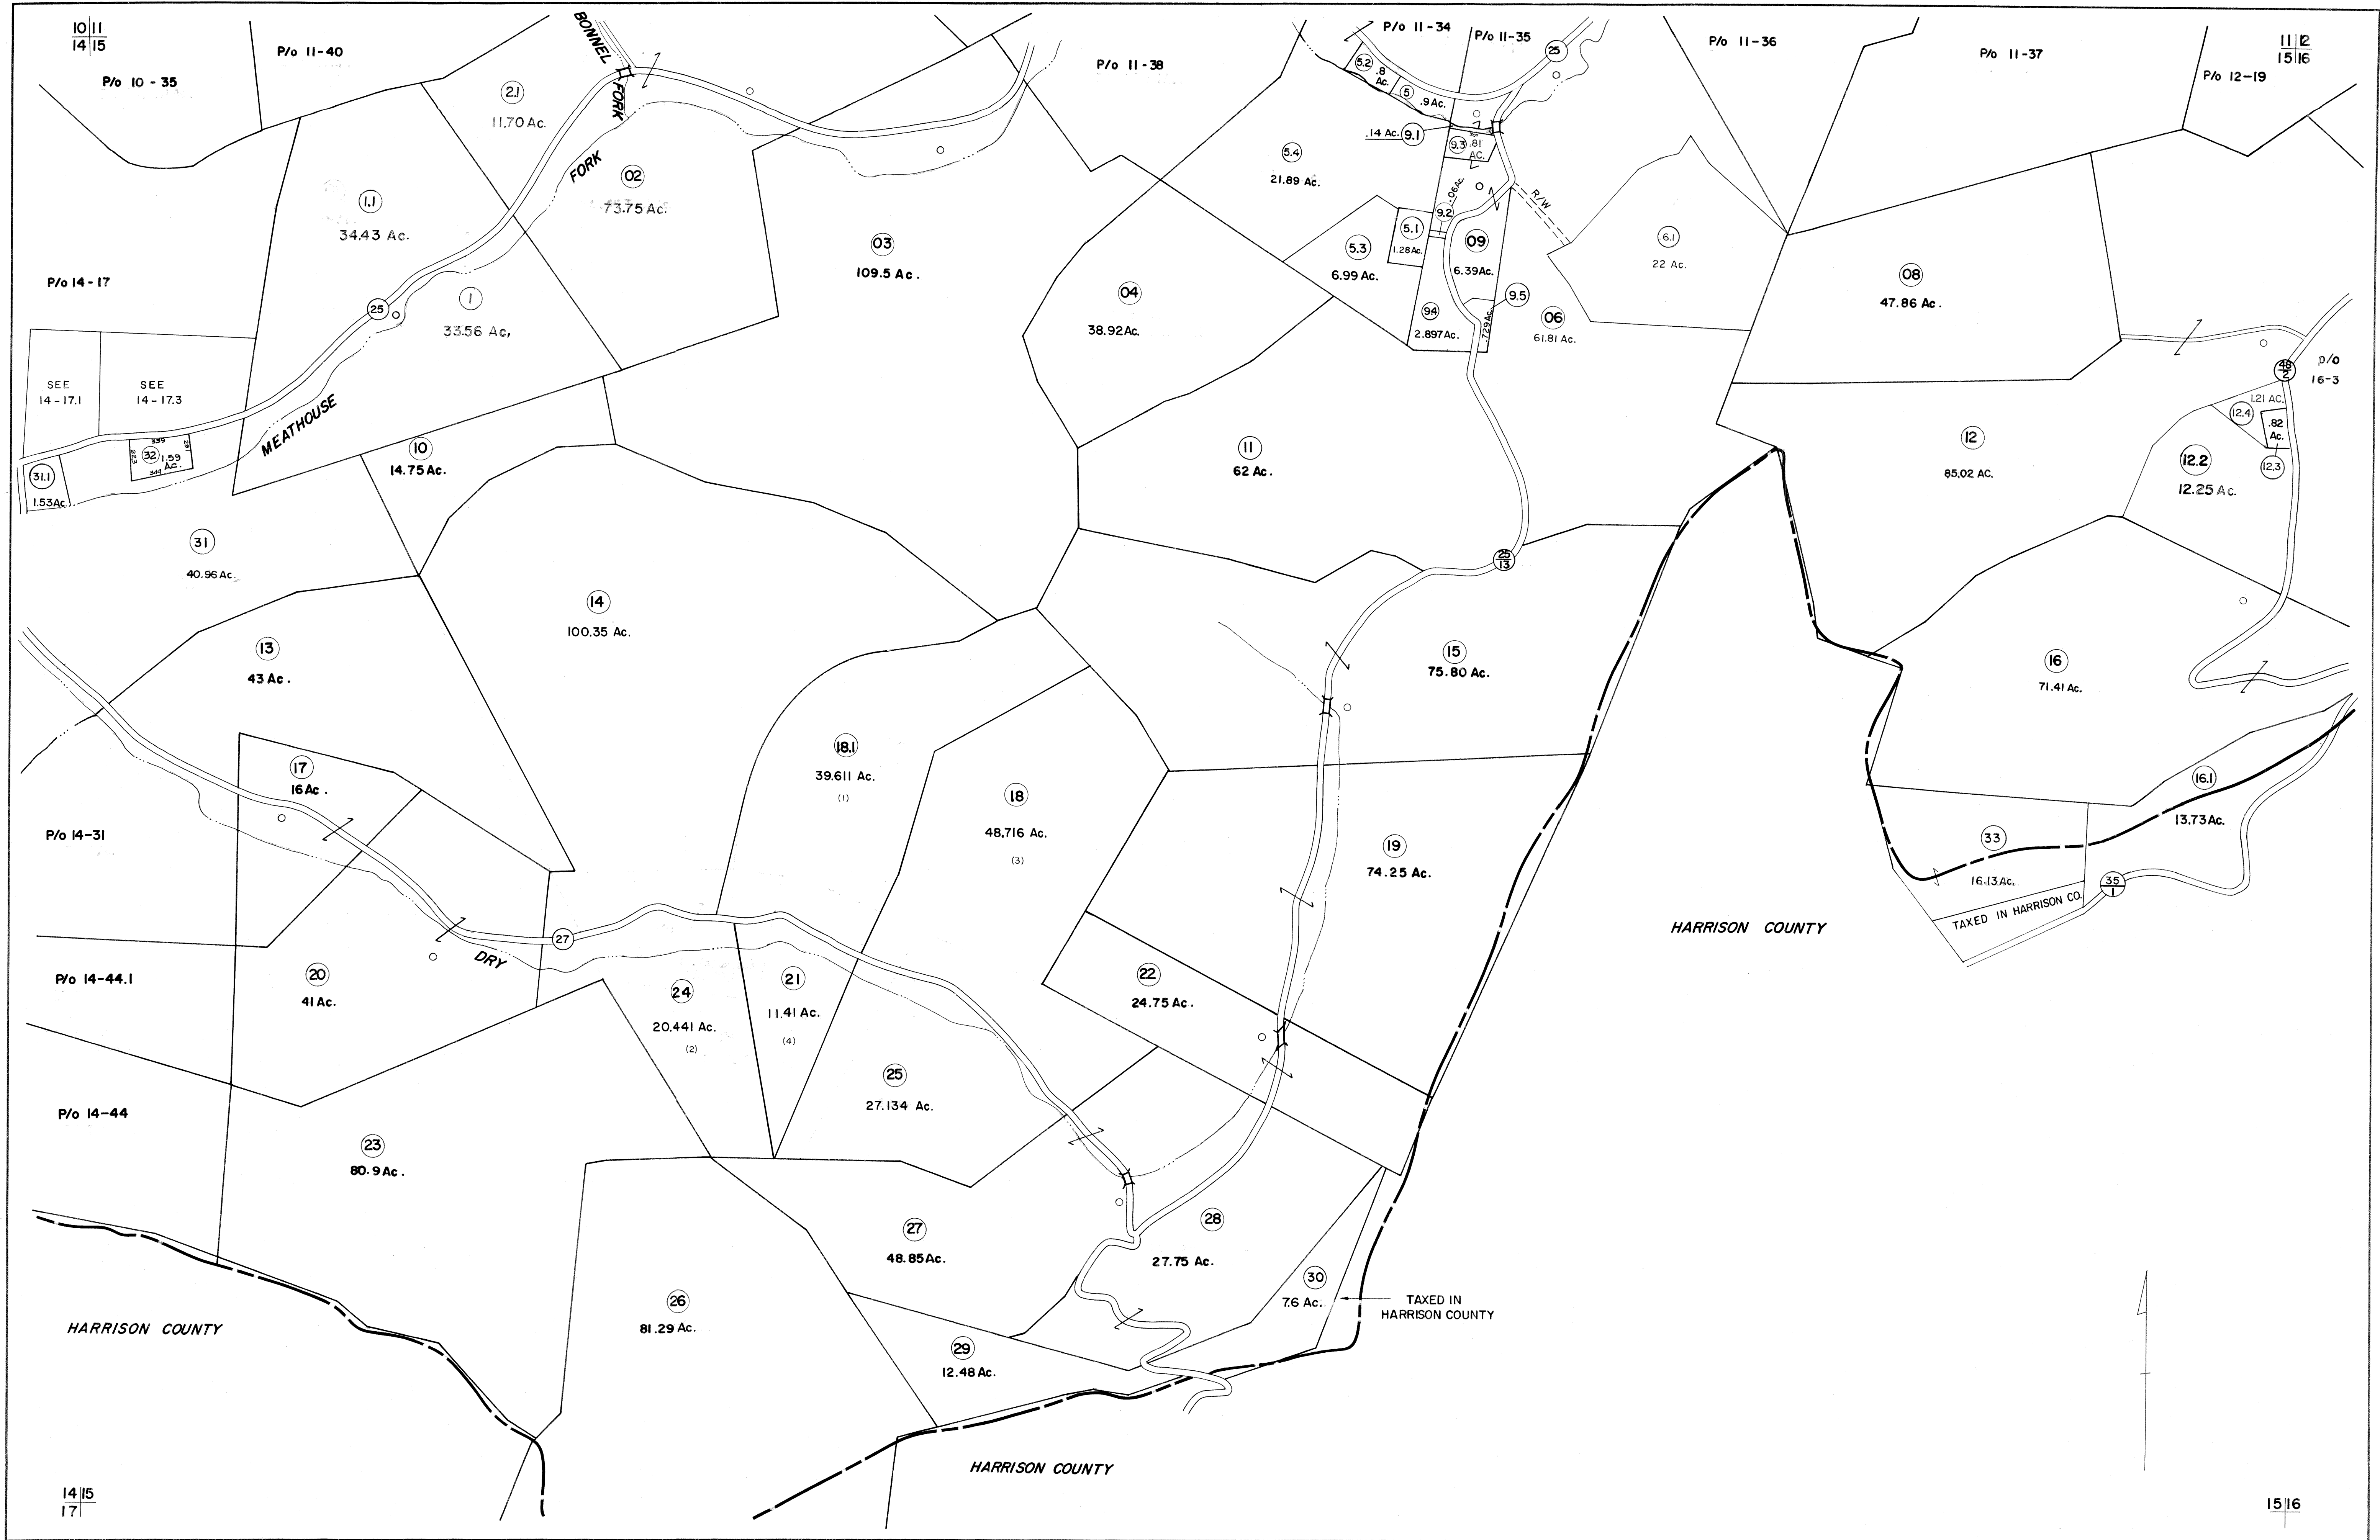 10 11
14 15
P/o 10 - 35
P/o 11-40
BONNEL
FORK
P/o 11-38
P/o 11-34
P/o 11-35
25
P/o 11-36
P/o 11-37
11 12
15 16
P/o 12-19
2.1
11.70 Ac.
5.2
.8
Ac.
5
.9 Ac.
.14 Ac.
9.1
9.3
.81
AC.
FORK
02
73.75 Ac.
1.1
34.43 Ac.
5.4
21.89 Ac.
.06 Ac.
9.2
R/W
03
109.5 Ac.
5.3
6.99 Ac.
5.1
1.28 Ac.
09
6.39 Ac.
6.1
22 Ac.
08
47.86 Ac.
P/o 14-17
25
1
33.56 Ac.
04
38.92 Ac.
9.4
2.897 Ac.
.729 Ac.
9.5
06
61.81 Ac.
SEE
14-17.1
SEE
14-17.3
48
2
p/o
16-3
MEATHOUSE
339
223
32
1.59
Ac.
281
344
31.1
1.53 Ac.
10
14.75 Ac.
11
62 Ac.
12
85.02 AC.
12.4
1.21 AC.
.82
Ac.
12.3
12.2
12.25 Ac.
31
40.96 Ac.
25
13
14
100.35 Ac.
13
43 Ac.
15
75.80 Ac.
16
71.41 Ac.
17
16 Ac.
18.1
39.611 Ac.
(1)
18
48.716 Ac.
(3)
16.1
13.73 Ac.
P/o 14-31
19
74.25 Ac.
33
16.13 Ac.
35
1
TAXED IN HARRISON CO.
HARRISON COUNTY
27
DRY
P/o 14-44.1
20
41 Ac.
24
20.441 Ac.
(2)
21
11.41 Ac.
(4)
22
24.75 Ac.
25
27.134 Ac.
P/o 14-44
23
80.9 Ac.
27
48.85 Ac.
28
27.75 Ac.
30
7.6 Ac.
TAXED IN
HARRISON COUNTY
26
81.29 Ac.
HARRISON COUNTY
29
12.48 Ac.
HARRISON COUNTY
14 15
17
15 16